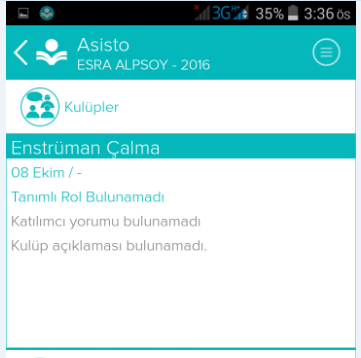 3G 35% 3:36 ÖS
Asisto
ESRA ALPSOY - 2016
Kulüpler
Enstrüman Çalma
08 Ekim / -
Tanımlı Rol Bulunamadı
Katılımcı yorumu bulunamadı
Kulüp açıklaması bulunamadı.